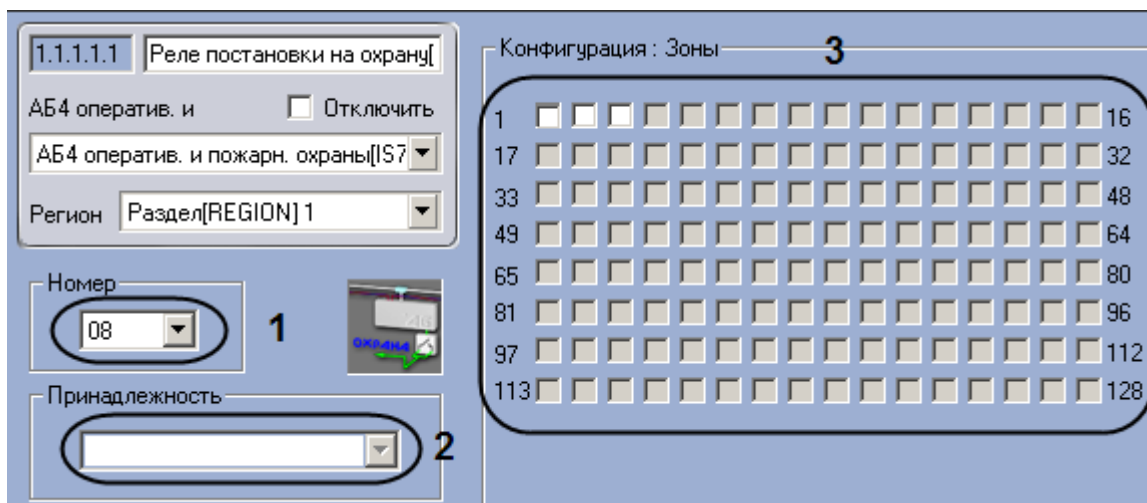 1.1.1.1.1 Реле постановки на охрану[
АБ4 оператив. и Отключить
АБ4 оператив. и пожарн. охраны[IS7
Регион Раздел[REGION] 1
Номер
08 1
ОХРАНА
Принадлежность
2
Конфигурация : Зоны 3
1 16
17 32
33 48
49 64
65 80
81 96
97 112
113 128